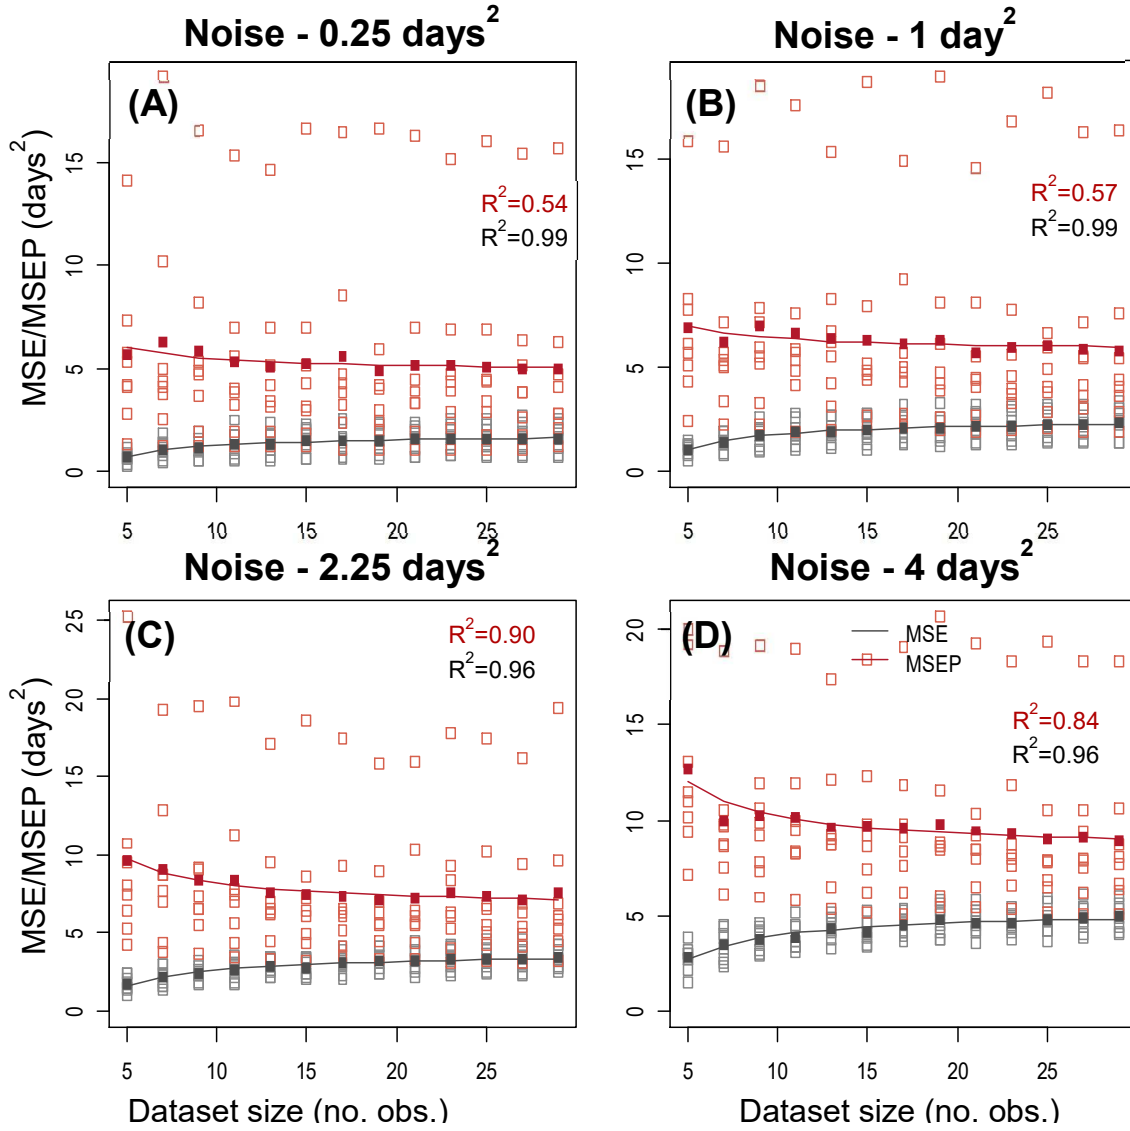 Noise - 0.25 days²
Noise - 1 day²
MSE/MSEP (days²)
(A)
R²=0.54
R²=0.99
0
5
10
15
5
10
15
20
25
(B)
R²=0.57
R²=0.99
0
5
10
15
5
10
15
20
25
Noise - 2.25 days²
Noise - 4 days²
MSE/MSEP (days²)
(C)
R²=0.90
R²=0.96
0
5
10
15
20
25
5
10
15
20
25
Dataset size (no. obs.)
(D)
MSE
MSEP
R²=0.84
R²=0.96
0
5
10
15
20
5
10
15
20
25
Dataset size (no. obs.)